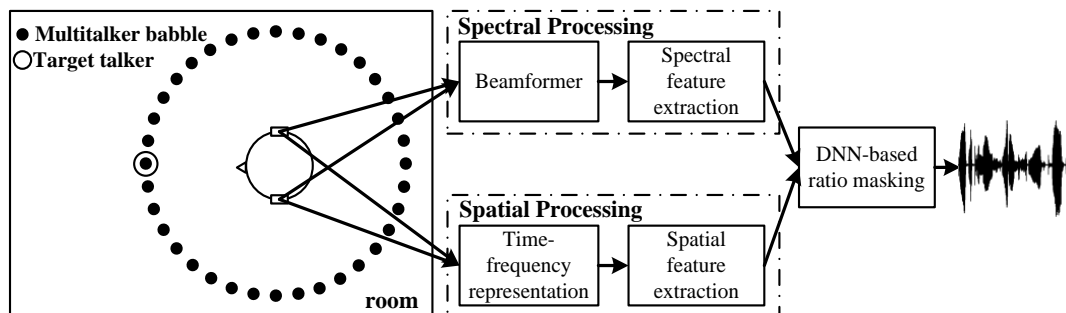 Multitalker babble
Target talker
room
Spectral Processing
Beamformer
Spectral
feature
extraction
Spatial Processing
Time-
frequency
representation
Spatial
feature
extraction
DNN-based
ratio masking